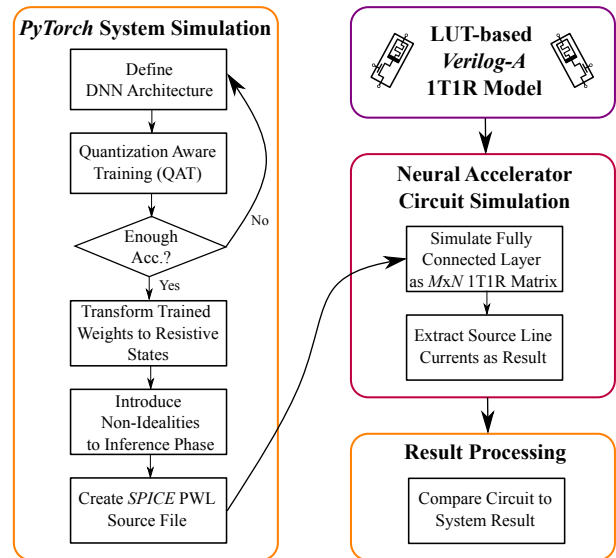 PyTorch System Simulation
Define
DNN Architecture
Quantization Aware
Training (QAT)
Enough
Acc.?
No
Yes
Transform Trained
Weights to Resistive
States
Introduce
Non-Idealities
to Inference Phase
Create SPICE PWL
Source File
LUT-based
Verilog-A
1T1R Model
Neural Accelerator
Circuit Simulation
Simulate Fully
Connected Layer
as MxN 1T1R Matrix
Extract Source Line
Currents as Result
Result Processing
Compare Circuit to
System Result